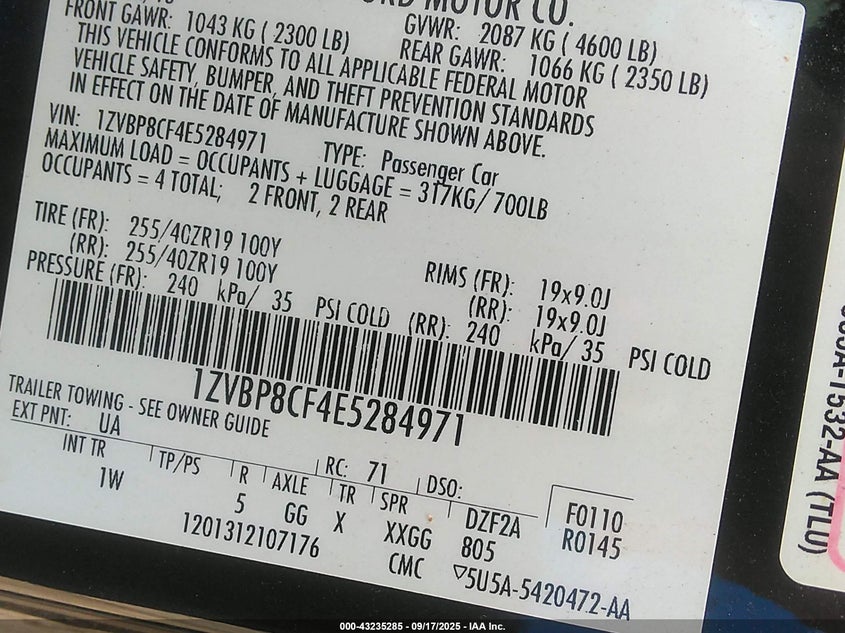 FORD MOTOR CO.
FRONT GAWR: 1043 KG ( 2300 LB) GVWR: 2087 KG ( 4600 LB)
REAR GAWR: 1066 KG ( 2350 LB)
THIS VEHICLE CONFORMS TO ALL APPLICABLE FEDERAL MOTOR
VEHICLE SAFETY, BUMPER, AND THEFT PREVENTION STANDARDS
IN EFFECT ON THE DATE OF MANUFACTURE SHOWN ABOVE.
VIN: 1ZVBP8CF4E5284971 TYPE: Passenger Car
MAXIMUM LOAD = OCCUPANTS + LUGGAGE = 317KG/ 700LB
OCCUPANTS = 4 TOTAL; 2 FRONT, 2 REAR
TIRE (FR): 255/40ZR19 100Y RIMS (FR): 19x9.0J
(RR): 255/40ZR19 100Y (RR): 19x9.0J
PRESSURE (FR): 240 kPa/ 35 PSI COLD (RR): 240 kPa/ 35 PSI COLD
1ZVBP8CF4E5284971
TRAILER TOWING - SEE OWNER GUIDE
EXT PNT: UA RC: 71 DSO:
INT TR TP/PS R AXLE TR SPR DZF2A F0110
1W 5 GG X XXGG 805 R0145
1201312107176 CMC ▽5U5A-5420472-AA
A-1532-AA (TLU)
000-43235285 - 09/17/2025 - IAA Inc.